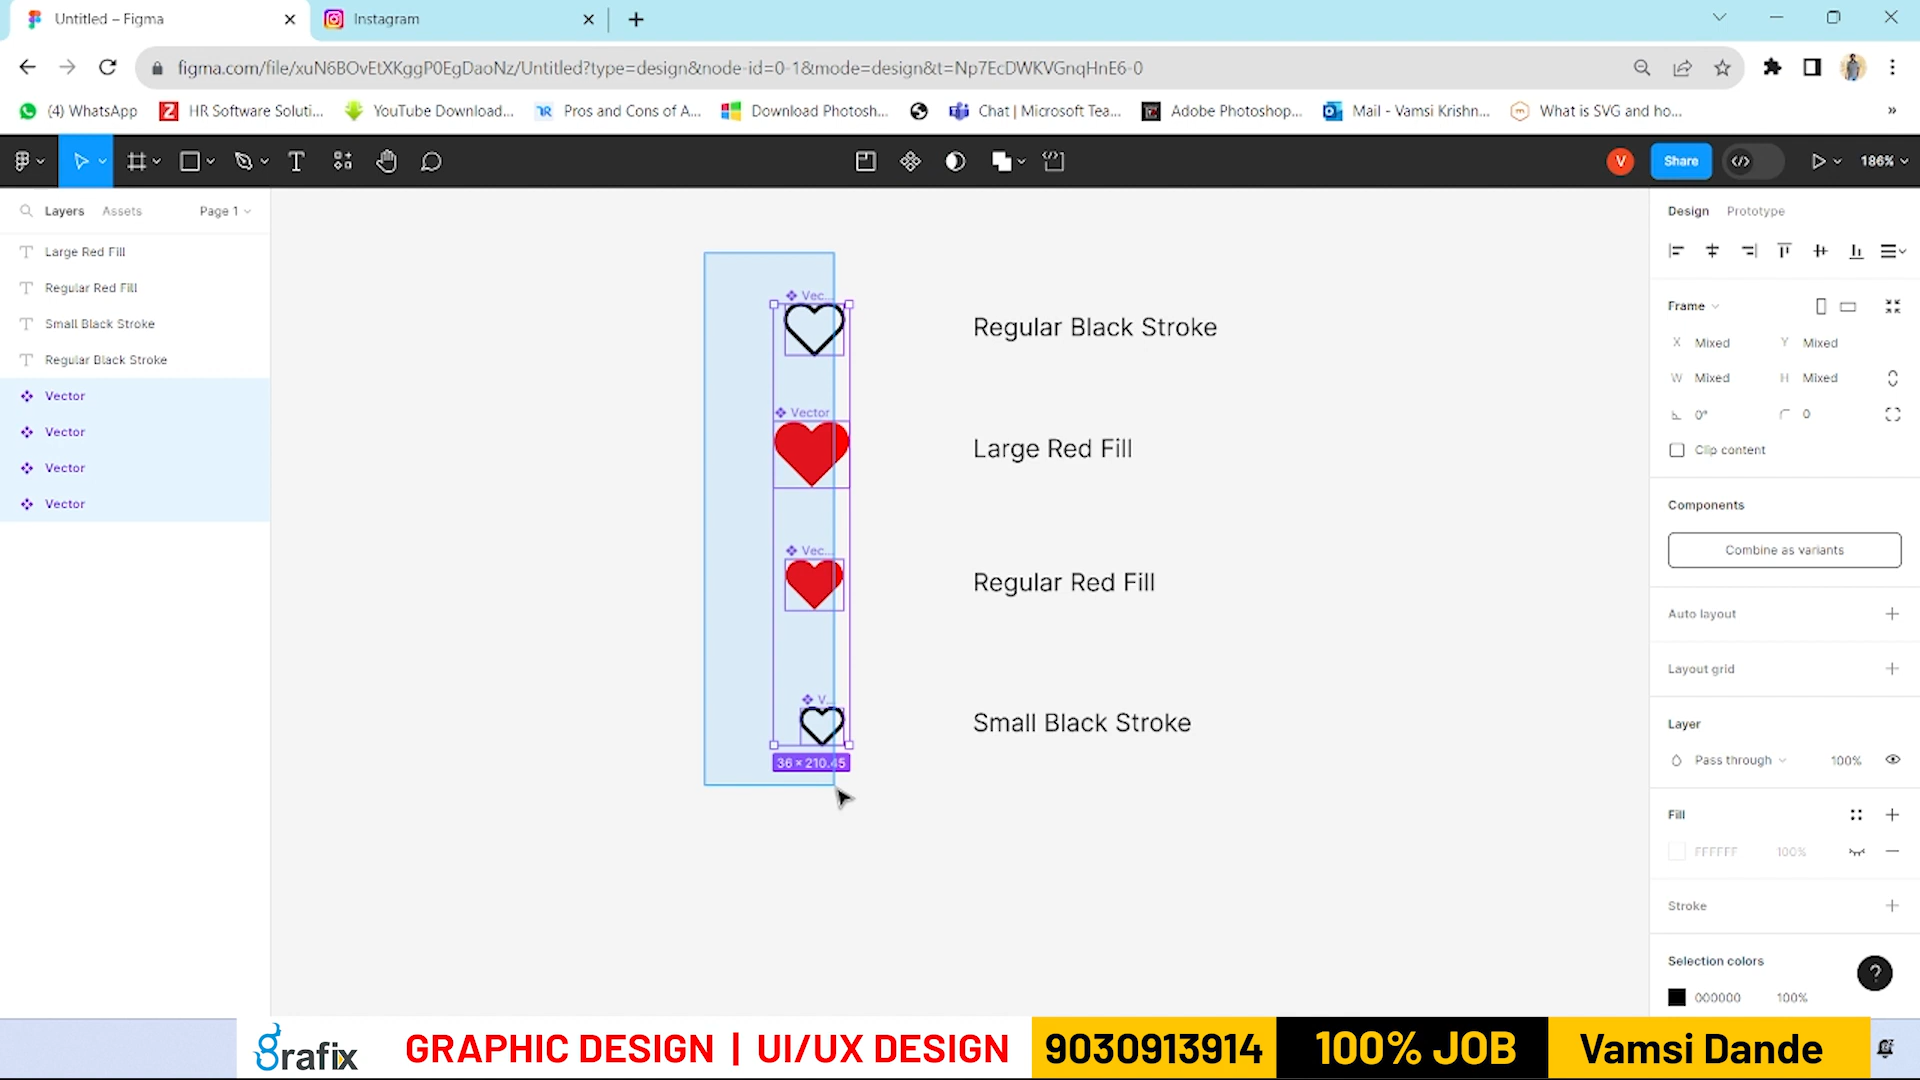 Untitled – Figma
Instagram
figma.com/file/xuN6BOvEtXKggP0EgDaoNz/Untitled?type=design&node-id=0-1&mode=design&t=Np7EcDWKVGnqHnE6-0
(4) WhatsApp
HR Software Soluti...
YouTube Download...
Pros and Cons of A...
Download Photosh...
Chat | Microsoft Tea...
Adobe Photoshop...
Mail - Vamsi Krishn...
What is SVG and ho...
»
V
Share
186%
Layers
Assets
Page 1
Large Red Fill
Regular Red Fill
Small Black Stroke
Regular Black Stroke
Vector
Vector
Vector
Vector
Vec...
Regular Black Stroke
Vector
Large Red Fill
Vec...
Regular Red Fill
V...
Small Black Stroke
36 × 210.45
Design
Prototype
Frame
X Mixed
Y Mixed
W Mixed
H Mixed
0°
0
Clip content
Components
Combine as variants
Auto layout
Layout grid
Layer
Pass through
100%
Fill
FFFFFF
100%
Stroke
Selection colors
?
000000
100%
grafix
GRAPHIC DESIGN | UI/UX DESIGN
9030913914
100% JOB
Vamsi Dande